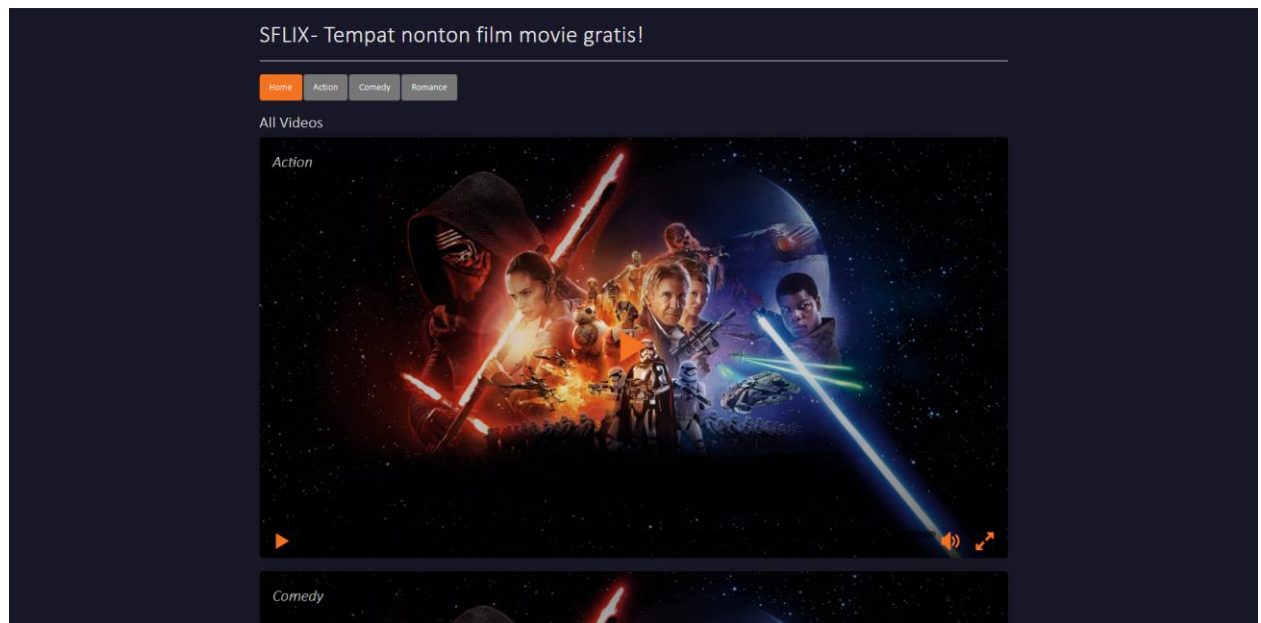 SFLIX- Tempat nonton film movie gratis!
Home Action Comedy Romance
All Videos
Action
Comedy